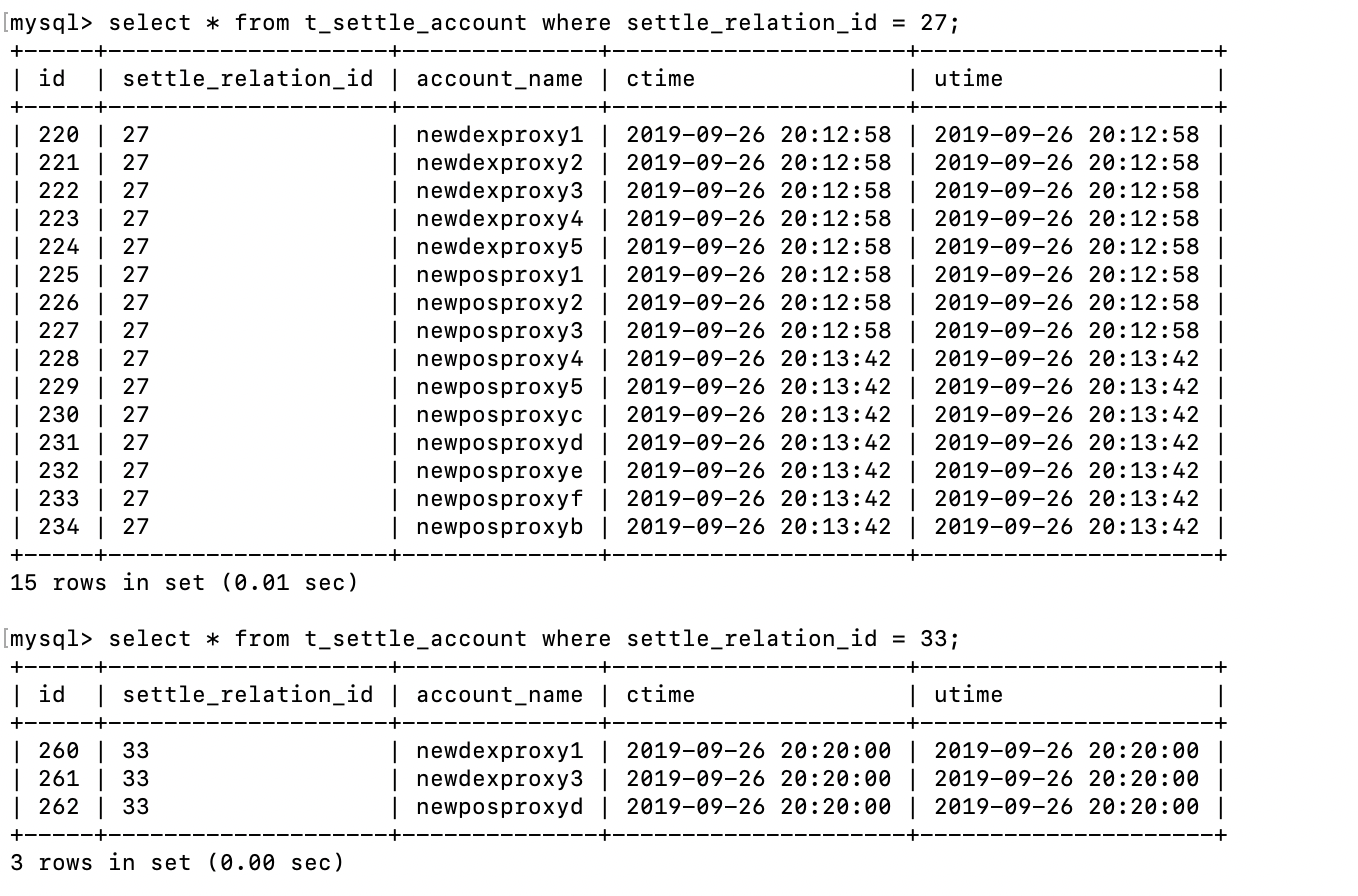 [mysql> select * from t_settle_account where settle_relation_id = 27;
+-----+--------------------+--------------+---------------------+---------------------+
| id  | settle_relation_id | account_name | ctime               | utime               |
+-----+--------------------+--------------+---------------------+---------------------+
| 220 | 27                 | newdexproxy1 | 2019-09-26 20:12:58 | 2019-09-26 20:12:58 |
| 221 | 27                 | newdexproxy2 | 2019-09-26 20:12:58 | 2019-09-26 20:12:58 |
| 222 | 27                 | newdexproxy3 | 2019-09-26 20:12:58 | 2019-09-26 20:12:58 |
| 223 | 27                 | newdexproxy4 | 2019-09-26 20:12:58 | 2019-09-26 20:12:58 |
| 224 | 27                 | newdexproxy5 | 2019-09-26 20:12:58 | 2019-09-26 20:12:58 |
| 225 | 27                 | newposproxy1 | 2019-09-26 20:12:58 | 2019-09-26 20:12:58 |
| 226 | 27                 | newposproxy2 | 2019-09-26 20:12:58 | 2019-09-26 20:12:58 |
| 227 | 27                 | newposproxy3 | 2019-09-26 20:12:58 | 2019-09-26 20:12:58 |
| 228 | 27                 | newposproxy4 | 2019-09-26 20:13:42 | 2019-09-26 20:13:42 |
| 229 | 27                 | newposproxy5 | 2019-09-26 20:13:42 | 2019-09-26 20:13:42 |
| 230 | 27                 | newposproxyc | 2019-09-26 20:13:42 | 2019-09-26 20:13:42 |
| 231 | 27                 | newposproxyd | 2019-09-26 20:13:42 | 2019-09-26 20:13:42 |
| 232 | 27                 | newposproxye | 2019-09-26 20:13:42 | 2019-09-26 20:13:42 |
| 233 | 27                 | newposproxyf | 2019-09-26 20:13:42 | 2019-09-26 20:13:42 |
| 234 | 27                 | newposproxyb | 2019-09-26 20:13:42 | 2019-09-26 20:13:42 |
+-----+--------------------+--------------+---------------------+---------------------+
15 rows in set (0.01 sec)
[mysql> select * from t_settle_account where settle_relation_id = 33;
+-----+--------------------+--------------+---------------------+---------------------+
| id  | settle_relation_id | account_name | ctime               | utime               |
+-----+--------------------+--------------+---------------------+---------------------+
| 260 | 33                 | newdexproxy1 | 2019-09-26 20:20:00 | 2019-09-26 20:20:00 |
| 261 | 33                 | newdexproxy3 | 2019-09-26 20:20:00 | 2019-09-26 20:20:00 |
| 262 | 33                 | newposproxyd | 2019-09-26 20:20:00 | 2019-09-26 20:20:00 |
+-----+--------------------+--------------+---------------------+---------------------+
3 rows in set (0.00 sec)